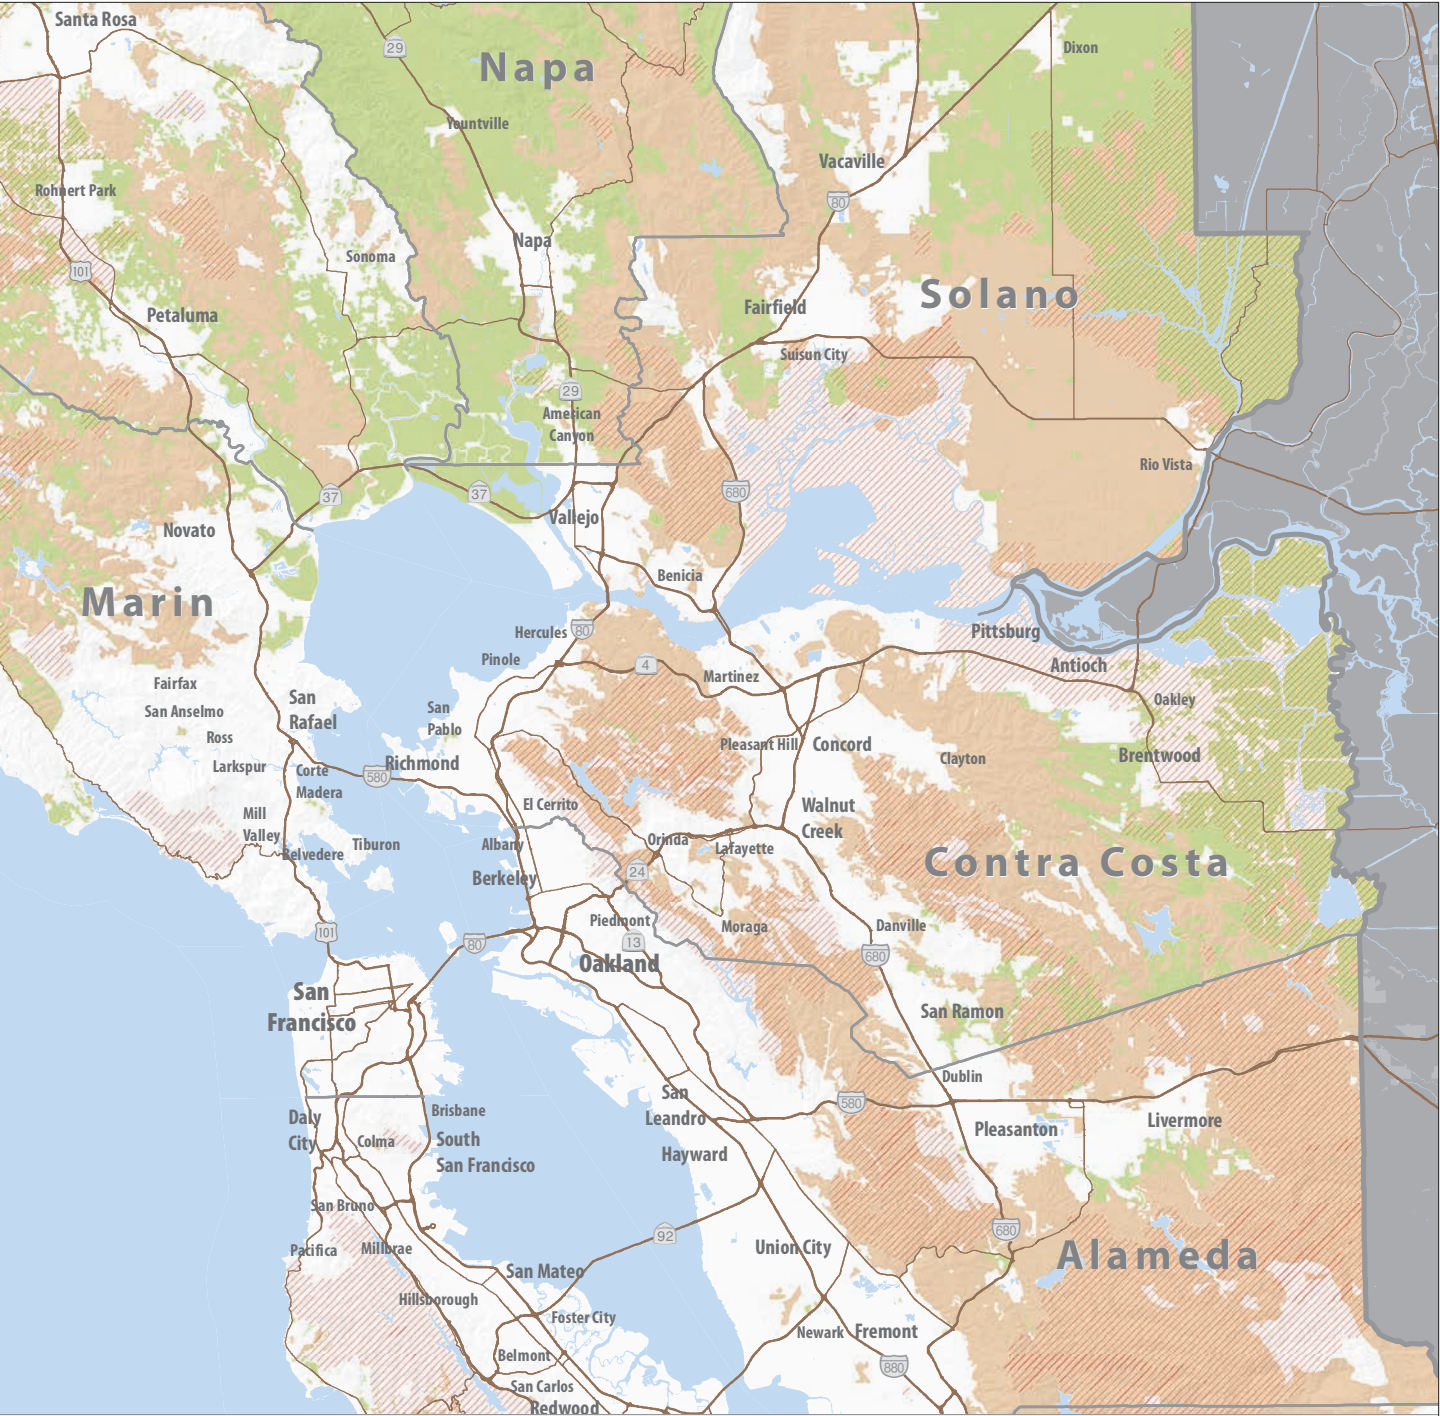 Santa Rosa
29
Napa
Dixon
Yountville
Vacaville
Rohnert Park
80
Napa
Sonoma
101
Solano
Petaluma
Fairfield
Suisun City
29
American
Canyon
Rio Vista
37
37
680
Vallejo
Novato
Benicia
Marin
Hercules
80
Pittsburg
Pinole
4
Martinez
Antioch
Fairfax
San
Rafael
Oakley
San Anselmo
San
Pablo
Ross
Pleasant Hill
Concord
Brentwood
Clayton
Larkspur
Corte
Madera
580
Richmond
El Cerrito
Walnut
Creek
Mill
Valley
Belvedere
Tiburon
Albany
Orinda
Lafayette
Contra Costa
24
Berkeley
Piedmont
Moraga
Danville
101
80
13
Oakland
680
San
Francisco
San Ramon
Dublin
San
Leandro
580
Daly
City
Brisbane
Colma
South
San Francisco
Pleasanton
Livermore
Hayward
San Bruno
680
92
Pacifica
Millbrae
Union City
Alameda
San Mateo
Hillsborough
Foster City
Newark
Fremont
Belmont
880
San Carlos
Redwood